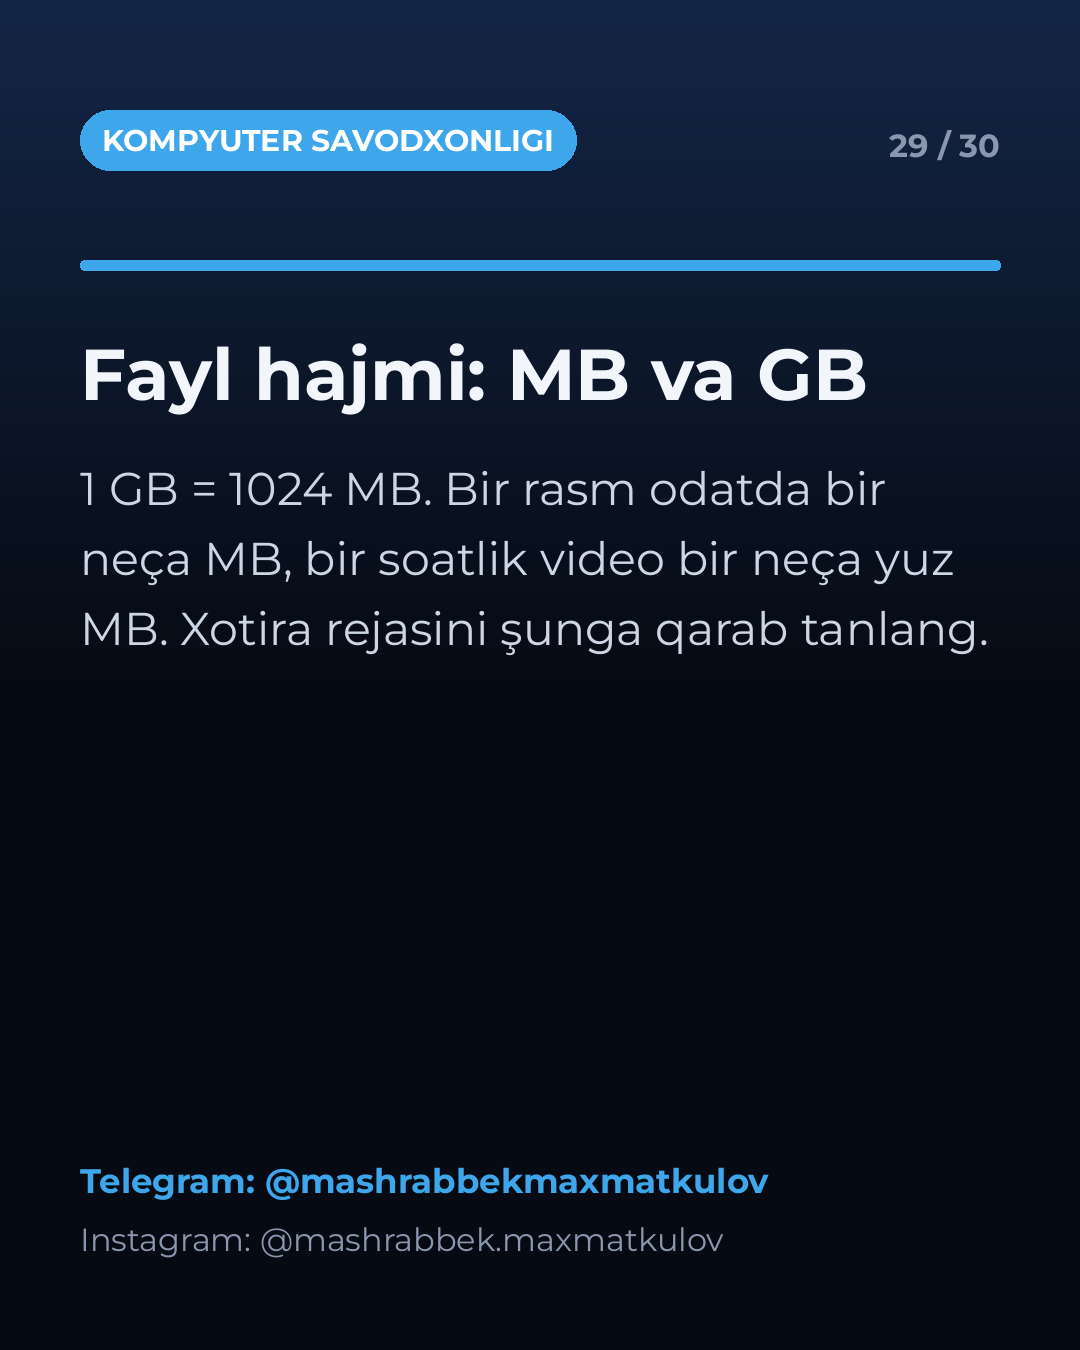 KOMPYUTER SAVODXONLIGI
29 / 30
Fayl hajmi: MB va GB
1 GB = 1024 MB. Bir rasm odatda bir
neça MB, bir soatlik video bir neça yuz
MB. Xotira rejasini şunga qarab tanlang.
Telegram: @mashrabbekmaxmatkulov
Instagram: @mashrabbek.maxmatkulov